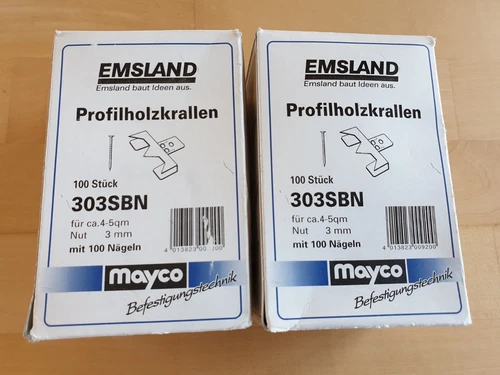 EMSLAND
Emsland baut Ideen aus.
Profilholzkrallen
100 Stück
303SBN
für ca.4-5qm
Nut 3 mm
mit 100 Nägeln
mayco
Befestigungstechnik
EMSLAND
Emsland baut Ideen aus.
Profilholzkrallen
100 Stück
303SBN
für ca.4-5qm
Nut 3 mm
mit 100 Nägeln
4 013823 009200
mayco
Befestigungstechnik